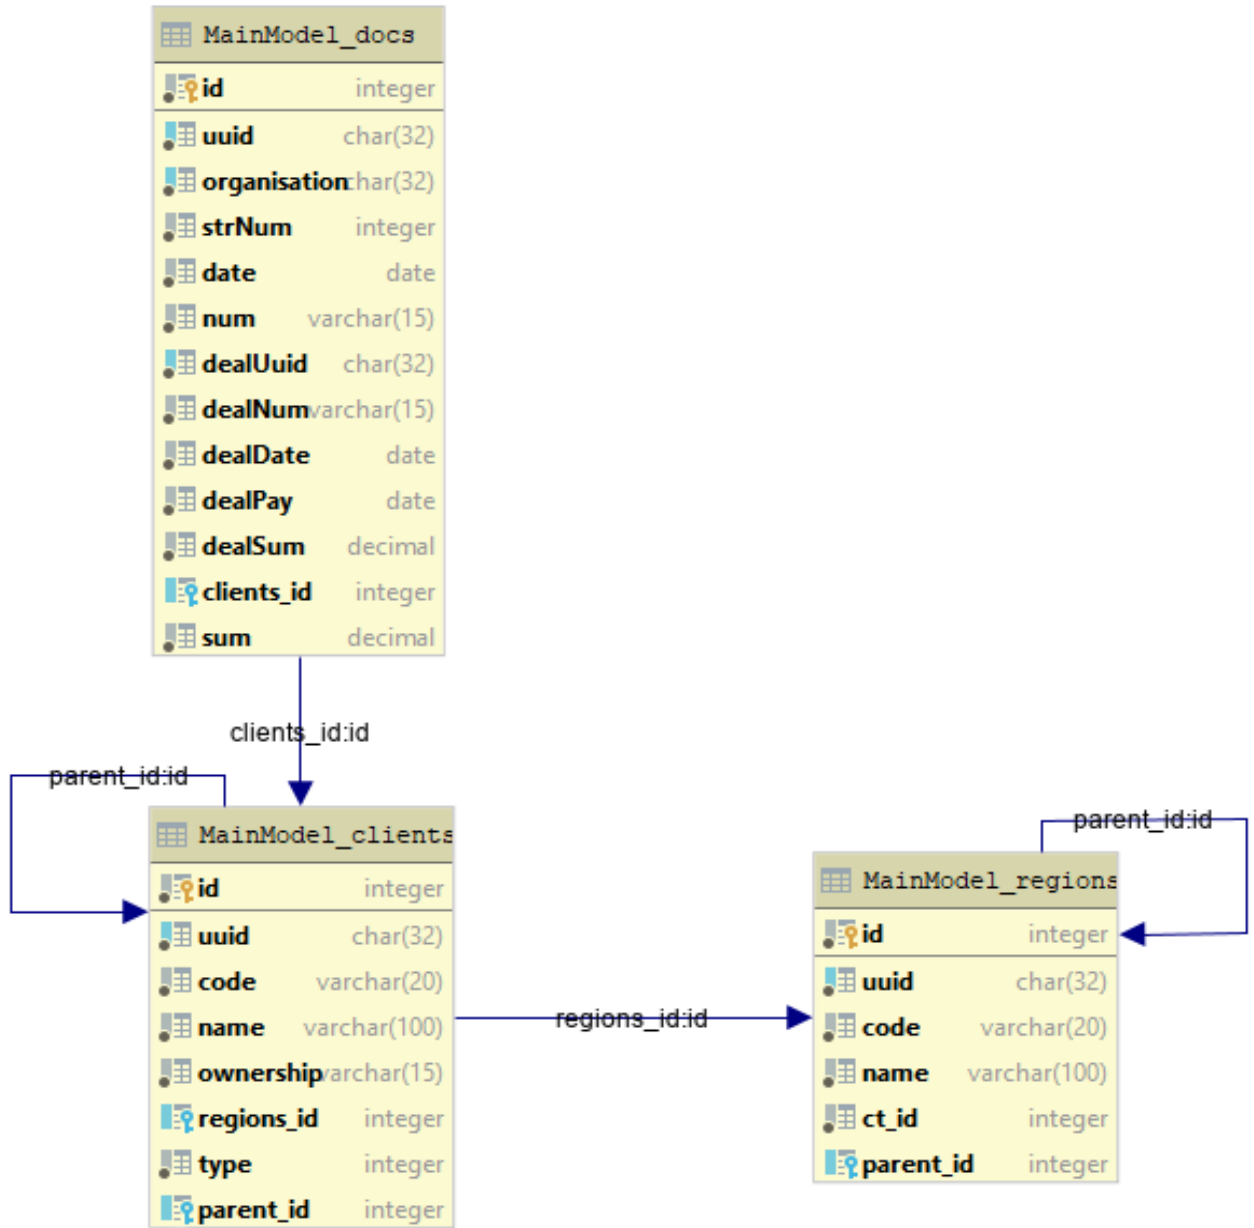 MainModel_docs
id integer
uuid char(32)
organisation char(32)
strNum integer
date date
num varchar(15)
dealUuid char(32)
dealNum varchar(15)
dealDate date
dealPay date
dealSum decimal
clients_id integer
sum decimal
clients_id:id
parent_id:id
MainModel_clients
id integer
uuid char(32)
code varchar(20)
name varchar(100)
ownership varchar(15)
regions_id integer
type integer
parent_id integer
regions_id:id
parent_id:id
MainModel_regions
id integer
uuid char(32)
code varchar(20)
name varchar(100)
ct_id integer
parent_id integer